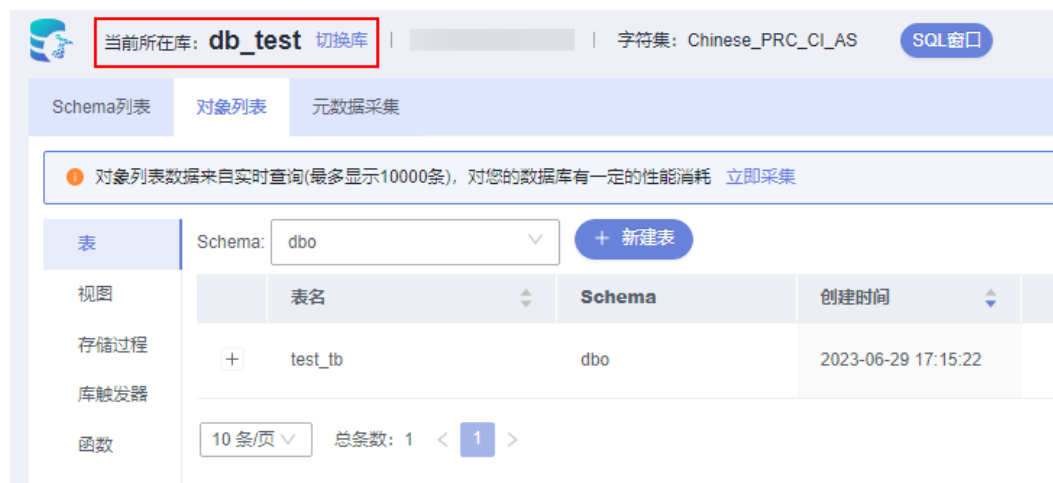 当前所在库: db_test 切换库 | | 字符集: Chinese_PRC_CI_AS SQL窗口
Schema列表 对象列表 元数据采集
对象列表数据来自实时查询(最多显示10000条), 对您的数据库有一定的性能消耗 立即采集
表 Schema: dbo + 新建表
视图 表名 Schema 创建时间
存储过程 + test_tb dbo 2023-06-29 17:15:22
库触发器
函数 10 条/页 总条数: 1 < 1 >